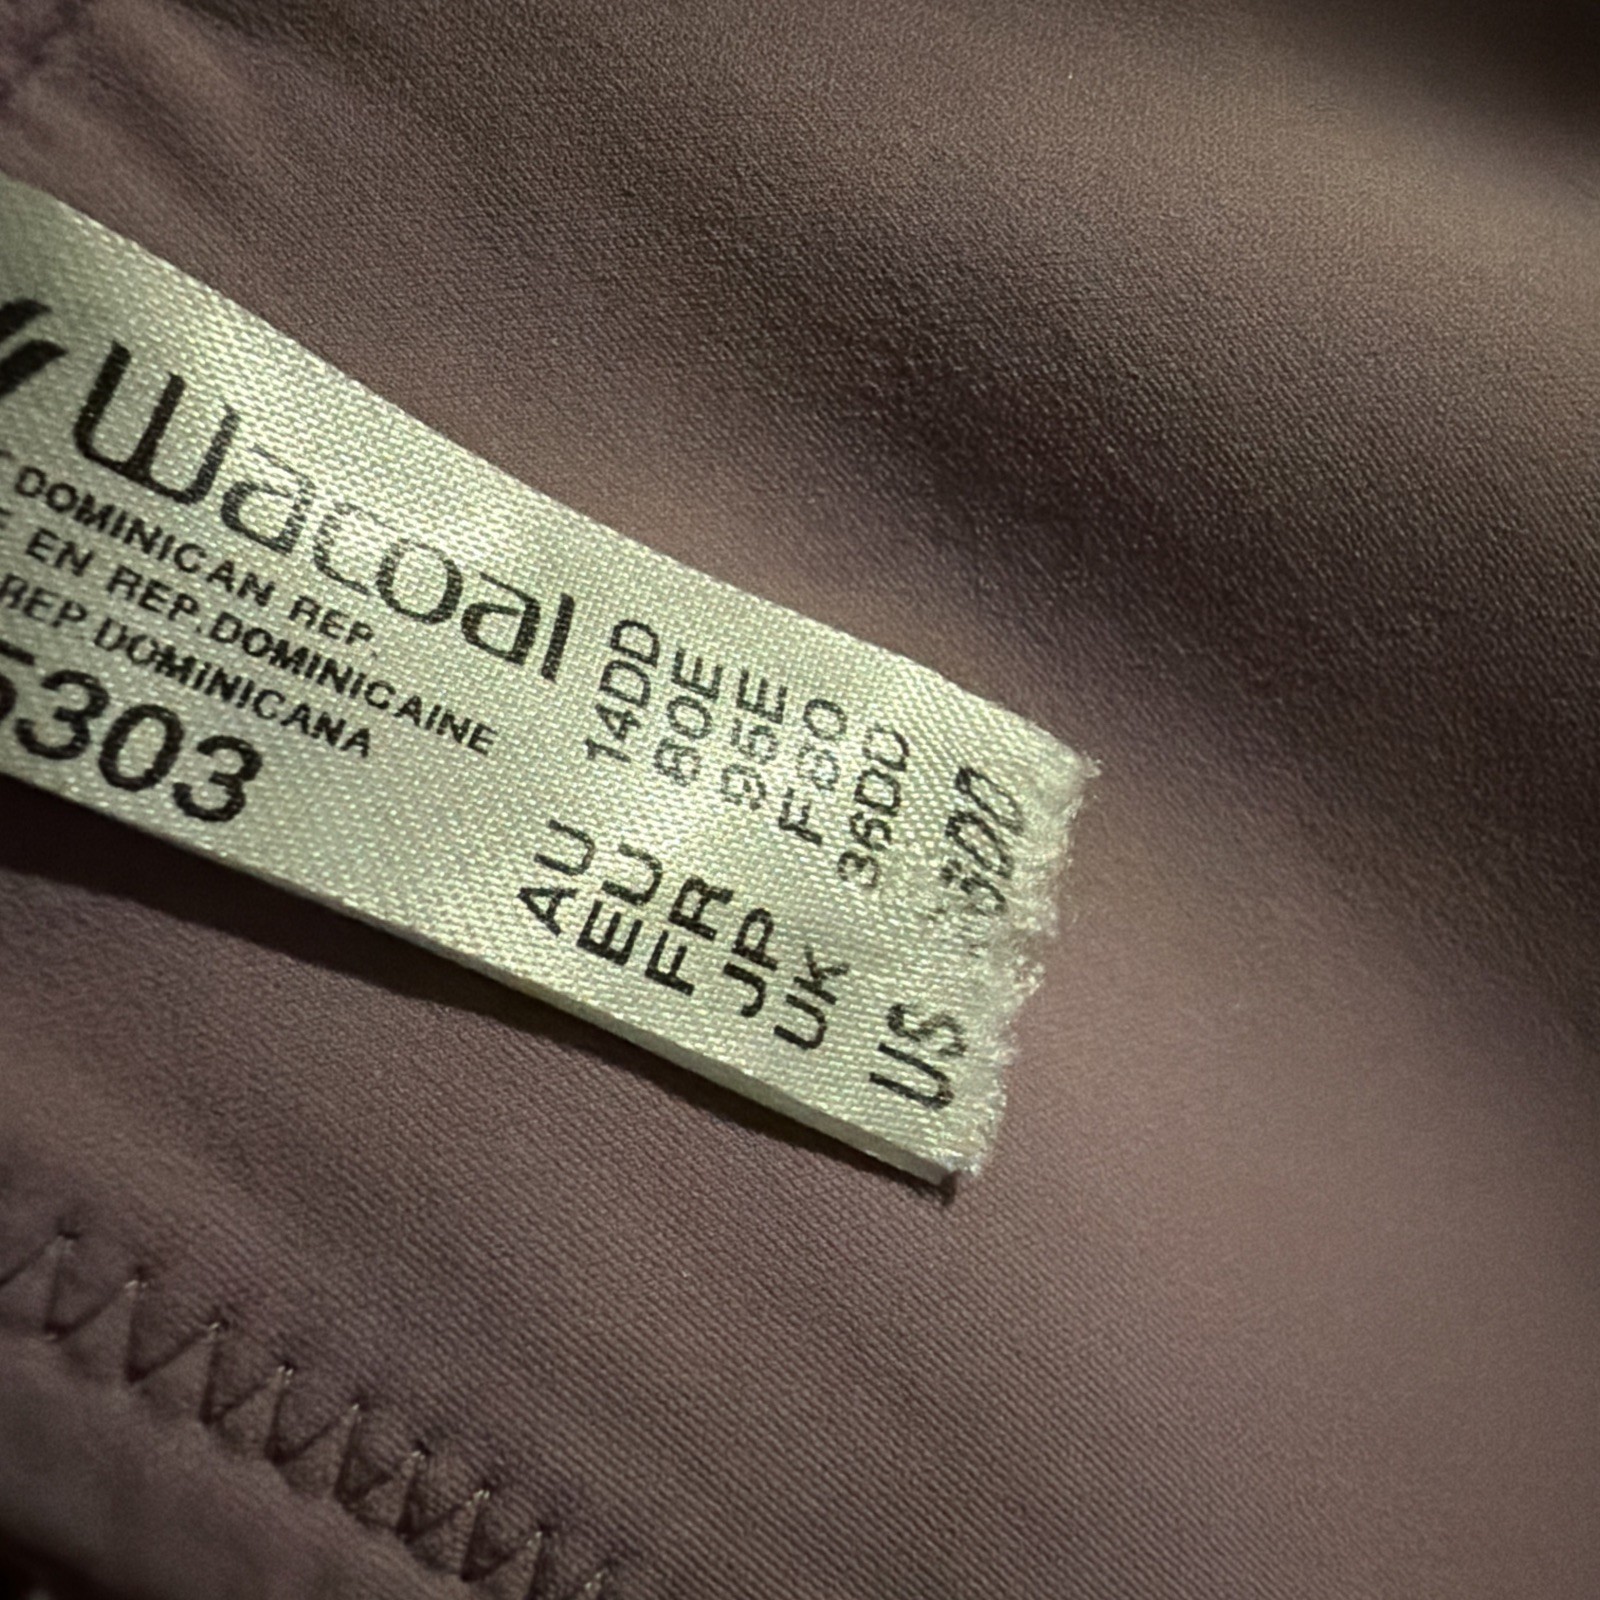 Wacoal
DOMINICAN REP.
EN REP. DOMINICAINE
REP. DOMINICANA
5303
AU 14DD
EU 80E
FR 95E
JP F80
UK 36DD
US